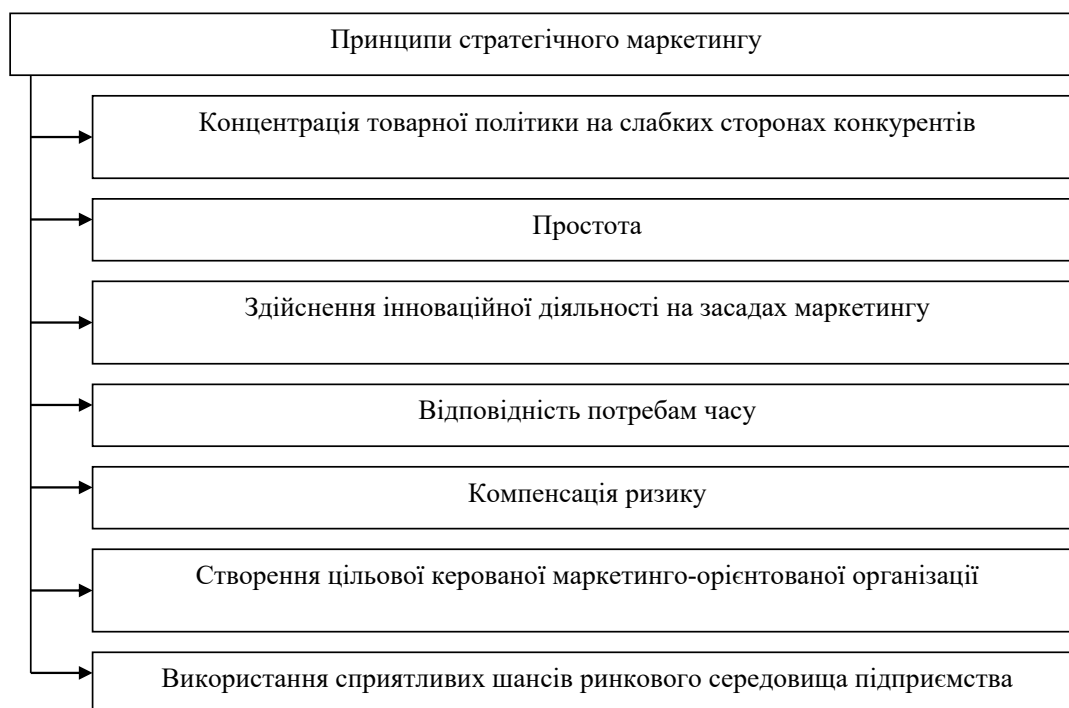 Принципи стратегічного маркетингу
Концентрація товарної політики на слабких сторонах конкурентів
Простота
Здійснення інноваційної діяльності на засадах маркетингу
Відповідність потребам часу
Компенсація ризику
Створення цільової керованої маркетинго-орієнтованої організації
Використання сприятливих шансів ринкового середовища підприємства